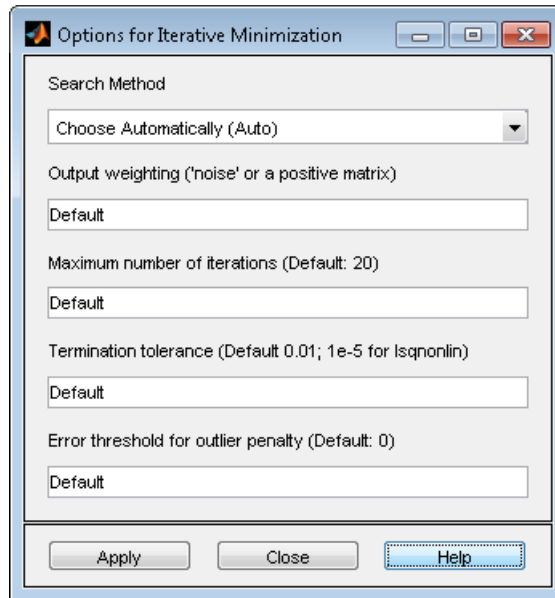 Options for Iterative Minimization
Search Method
Choose Automatically (Auto)
Output weighting ('noise' or a positive matrix)
Default
Maximum number of iterations (Default: 20)
Default
Termination tolerance (Default 0.01; 1e-5 for lsqnonlin)
Default
Error threshold for outlier penalty (Default: 0)
Default
Apply Close Help